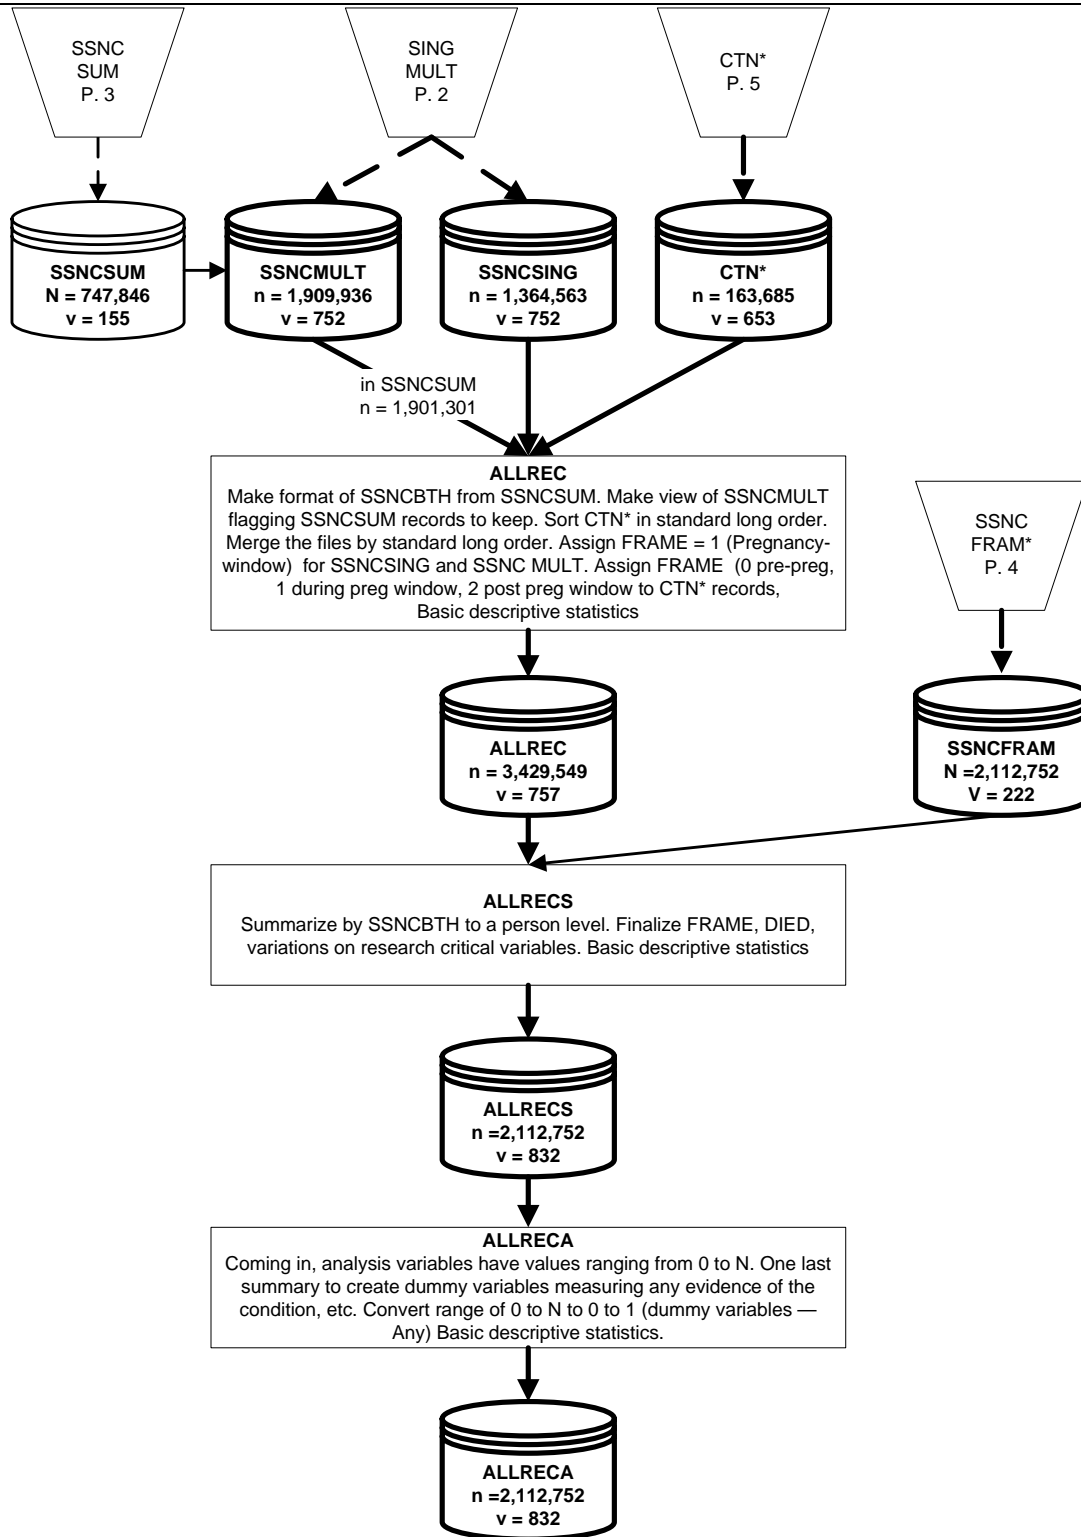 SSNC
SUM
P. 3
SING
MULT
P. 2
CTN*
P. 5
SSNCSUM
N = 747,846
v = 155
SSNCMULT
n = 1,909,936
v = 752
SSNCSING
n = 1,364,563
v = 752
CTN*
n = 163,685
v = 653
in SSNCSUM
n = 1,901,301
ALLREC
Make format of SSNCBTH from SSNCSUM. Make view of SSNCMULT
flagging SSNCSUM records to keep. Sort CTN* in standard long order.
Merge the files by standard long order. Assign FRAME = 1 (Pregnancy-
window)  for SSNCSING and SSNC MULT. Assign FRAME  (0 pre-preg,
1 during preg window, 2 post preg window to CTN* records,
Basic descriptive statistics
SSNC
FRAM*
P. 4
ALLREC
n = 3,429,549
v = 757
SSNCFRAM
N =2,112,752
V = 222
ALLRECS
Summarize by SSNCBTH to a person level. Finalize FRAME, DIED,
variations on research critical variables. Basic descriptive statistics
ALLRECS
n =2,112,752
v = 832
ALLRECA
Coming in, analysis variables have values ranging from 0 to N. One last
summary to create dummy variables measuring any evidence of the
condition, etc. Convert range of 0 to N to 0 to 1 (dummy variables —
Any) Basic descriptive statistics.
ALLRECA
n =2,112,752
v = 832